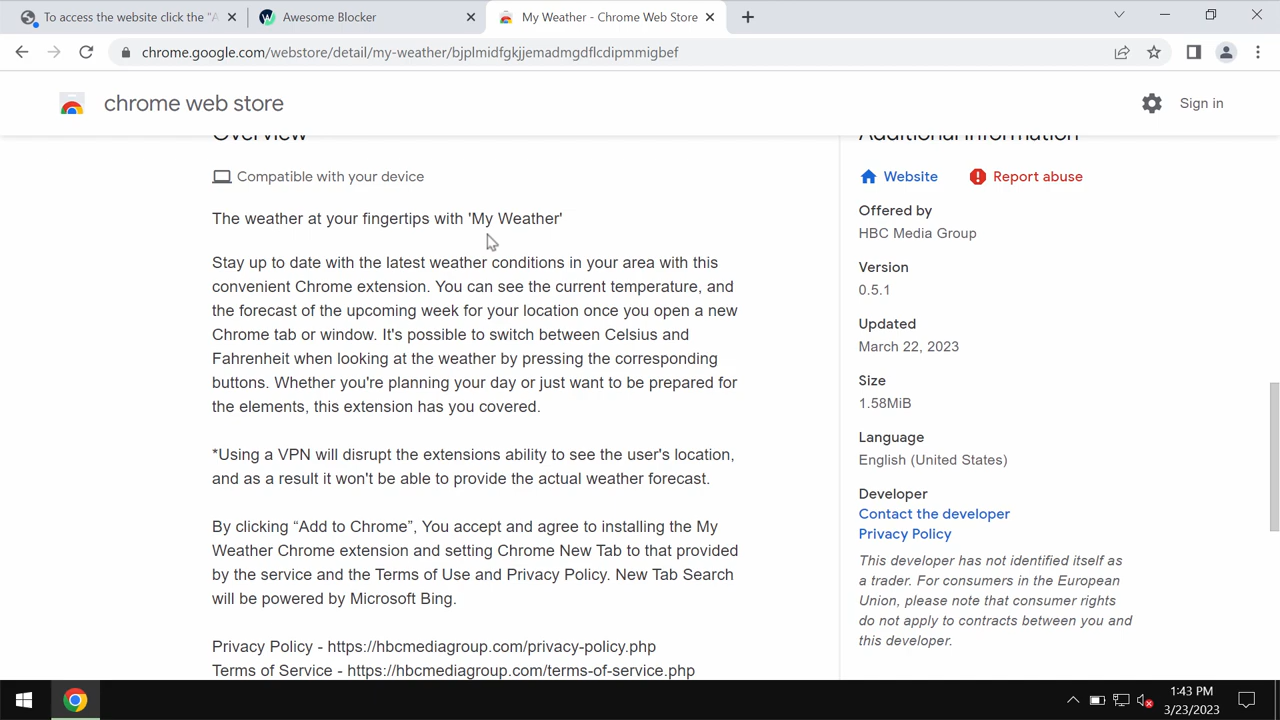 To access the website click the "A
Awesome Blocker
My Weather - Chrome Web Store
chrome.google.com/webstore/detail/my-weather/bjplmidfgkjjemadmgdflcdipmmigbef
chrome web store
Sign in
Overview
Compatible with your device
The weather at your fingertips with 'My Weather'
Stay up to date with the latest weather conditions in your area with this
convenient Chrome extension. You can see the current temperature, and
the forecast of the upcoming week for your location once you open a new
Chrome tab or window. It's possible to switch between Celsius and
Fahrenheit when looking at the weather by pressing the corresponding
buttons. Whether you're planning your day or just want to be prepared for
the elements, this extension has you covered.
*Using a VPN will disrupt the extensions ability to see the user's location,
and as a result it won't be able to provide the actual weather forecast.
By clicking “Add to Chrome”, You accept and agree to installing the My
Weather Chrome extension and setting Chrome New Tab to that provided
by the service and the Terms of Use and Privacy Policy. New Tab Search
will be powered by Microsoft Bing.
Privacy Policy - https://hbcmediagroup.com/privacy-policy.php
Terms of Service - https://hbcmediagroup.com/terms-of-service.php
Additional Information
Website
Report abuse
Offered by
HBC Media Group
Version
0.5.1
Updated
March 22, 2023
Size
1.58MiB
Language
English (United States)
Developer
Contact the developer
Privacy Policy
This developer has not identified itself as
a trader. For consumers in the European
Union, please note that consumer rights
do not apply to contracts between you and
this developer.
1:43 PM
3/23/2023